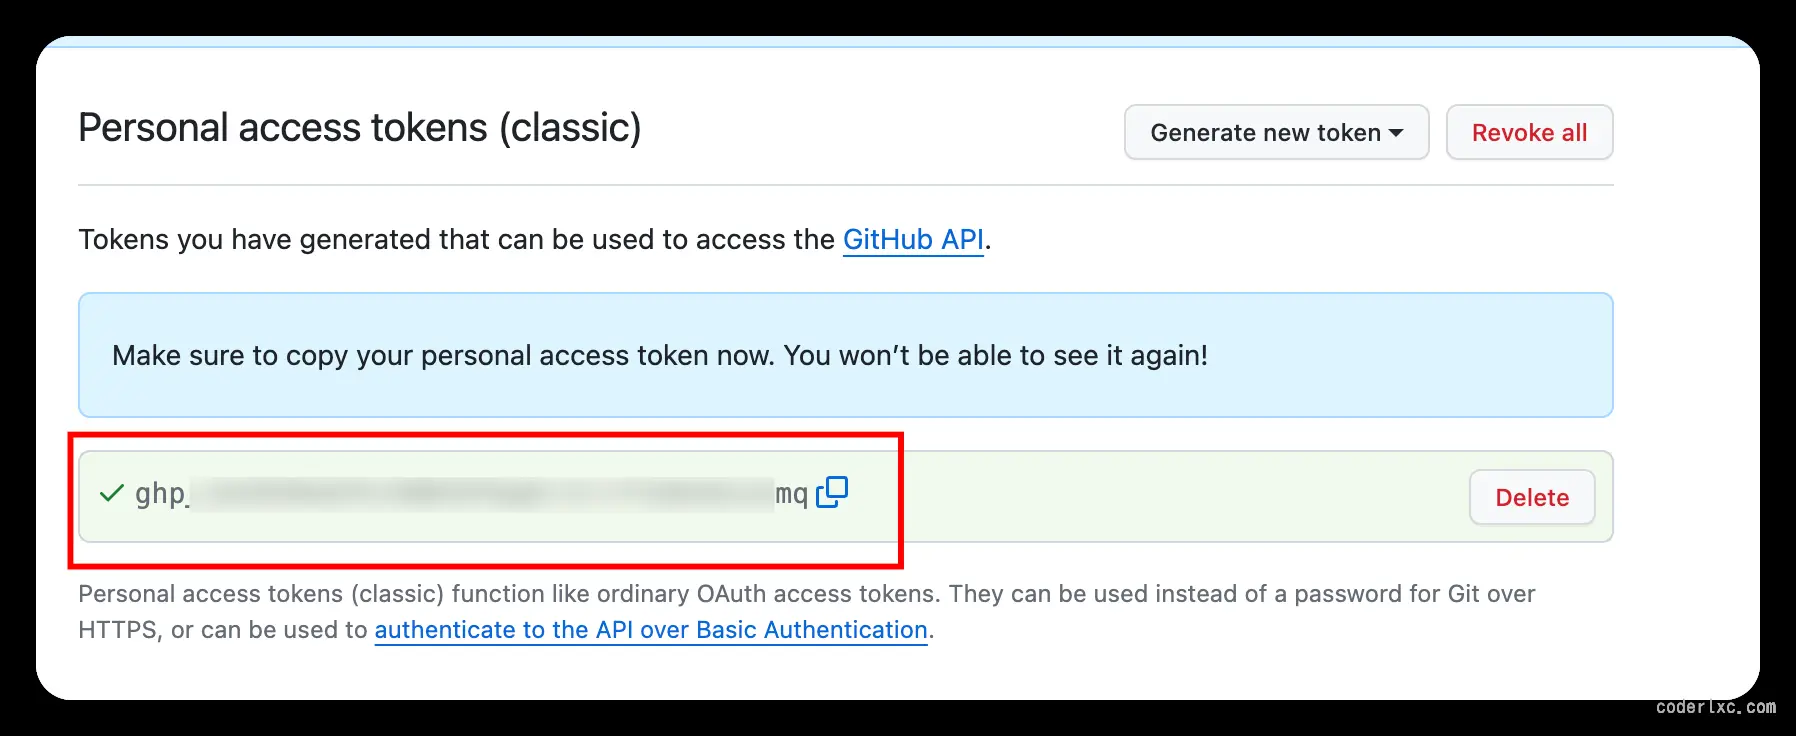 Personal access tokens (classic)
Generate new token
Revoke all
Tokens you have generated that can be used to access the GitHub API.
Make sure to copy your personal access token now. You won’t be able to see it again!
ghp_ mq
Delete
Personal access tokens (classic) function like ordinary OAuth access tokens. They can be used instead of a password for Git over
HTTPS, or can be used to authenticate to the API over Basic Authentication.
coderlxc.com